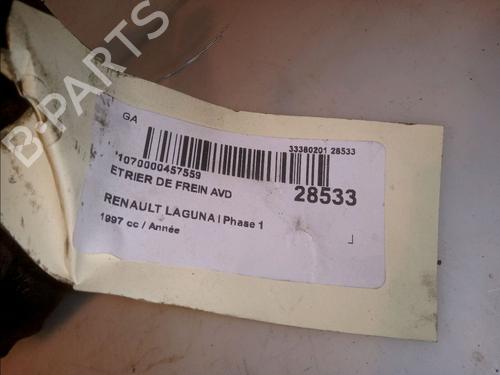 B-PARTS
GA
33380201 28533
*1070000457559
ETRIER DE FREIN AVD
28533
RENAULT LAGUNA I Phase 1
1997 cc / Année